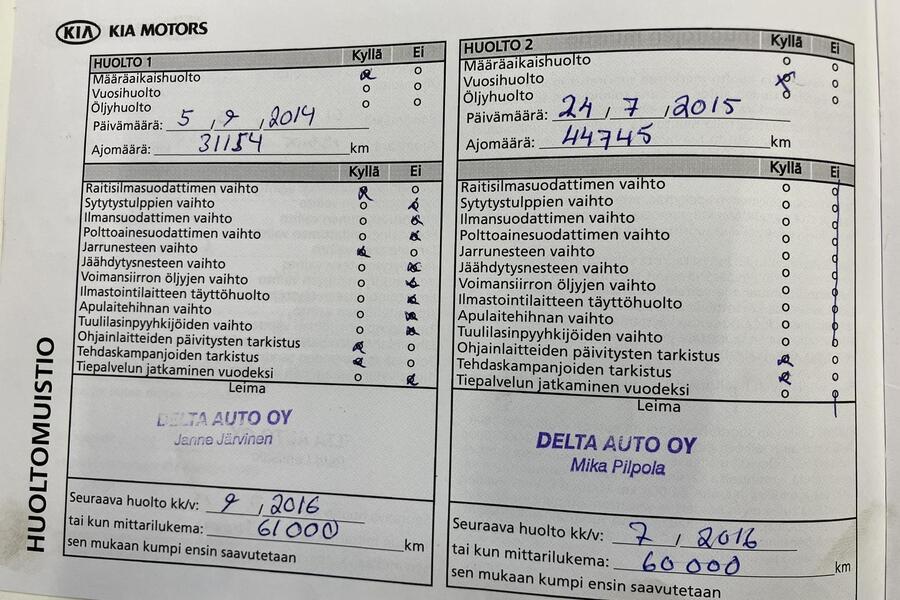 KIA KIA MOTORS
HUOLTOMUISTIO
HUOLTO 1 Kyllä Ei
Määräaikaishuolto
Vuosihuolto
Öljyhuolto
Päivämäärä: 5 / 9 / 2014
Ajomäärä: 31154 km
Kyllä Ei
Raitisilmasuodattimen vaihto
Sytytystulppien vaihto
Ilmansuodattimen vaihto
Polttoainesuodattimen vaihto
Jarrunesteen vaihto
Jäähdytysnesteen vaihto
Voimansiirron öljyjen vaihto
Ilmastointilaitteen täyttöhuolto
Apulaitehihnan vaihto
Tuulilasinpyyhkijöiden vaihto
Ohjainlaitteiden päivitysten tarkistus
Tehdaskampanjoiden tarkistus
Tiepalvelun jatkaminen vuodeksi
Leima
DELTA AUTO OY
Janne Järvinen
Seuraava huolto kk/v: 9 / 2016
tai kun mittarilukema: 61000 km
sen mukaan kumpi ensin saavutetaan
HUOLTO 2 Kyllä Ei
Määräaikaishuolto
Vuosihuolto
Öljyhuolto
Päivämäärä: 24 / 7 / 2015
Ajomäärä: 44745 km
Kyllä Ei
Raitisilmasuodattimen vaihto
Sytytystulppien vaihto
Ilmansuodattimen vaihto
Polttoainesuodattimen vaihto
Jarrunesteen vaihto
Jäähdytysnesteen vaihto
Voimansiirron öljyjen vaihto
Ilmastointilaitteen täyttöhuolto
Apulaitehihnan vaihto
Tuulilasinpyyhkijöiden vaihto
Ohjainlaitteiden päivitysten tarkistus
Tehdaskampanjoiden tarkistus
Tiepalvelun jatkaminen vuodeksi
Leima
DELTA AUTO OY
Mika Pilpola
Seuraava huolto kk/v: 7 / 2016
tai kun mittarilukema: 60 000 km
sen mukaan kumpi ensin saavutetaan